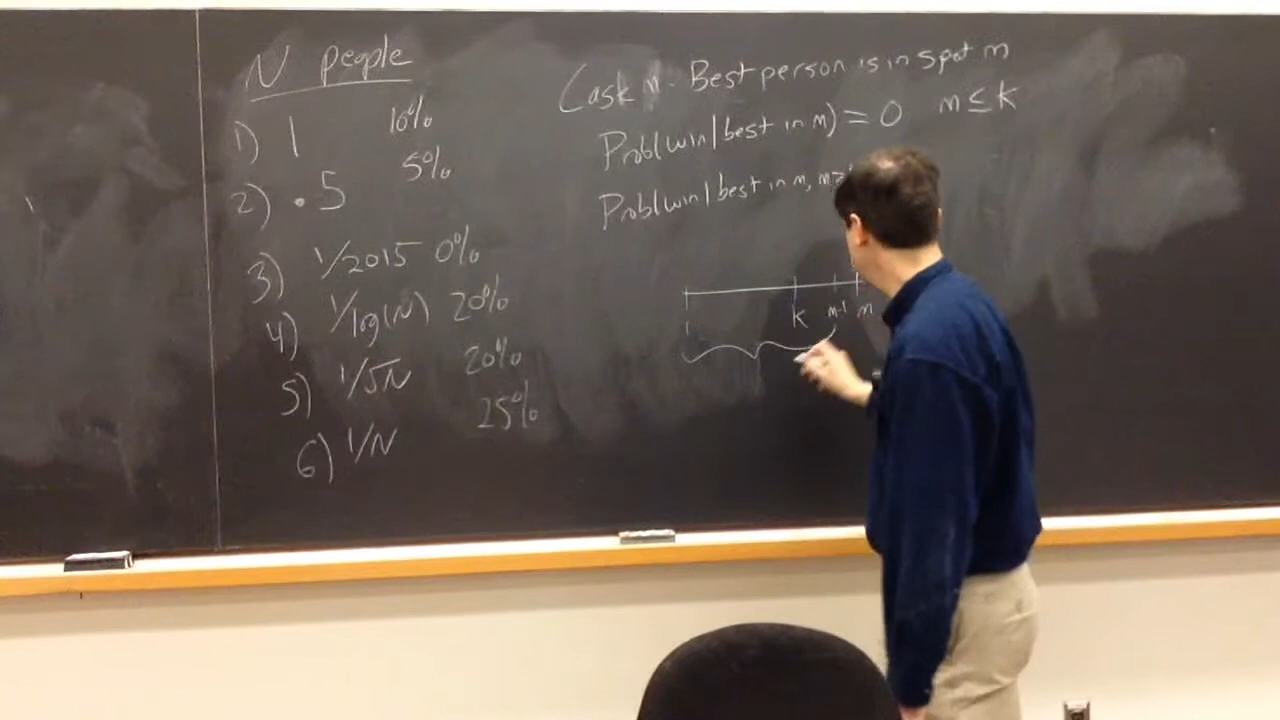 N people
1) 1 10%
2) .5 5%
3) 1/2015 0%
4) 1/log(N) 20%
5) 1/√N 20%
6) 1/N 25%
Best person is in spot m
Prob(win|best in m) = 0 m ≤ k
Prob(win|best in m, m ≥
1 k m-1 m